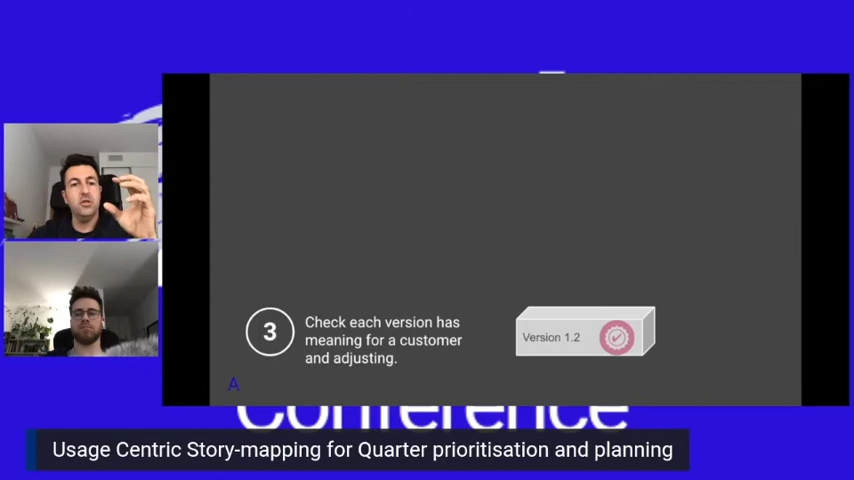 3
Check each version has
meaning for a customer
and adjusting.
Version 1.2
A
Conference
Usage Centric Story-mapping for Quarter prioritisation and planning